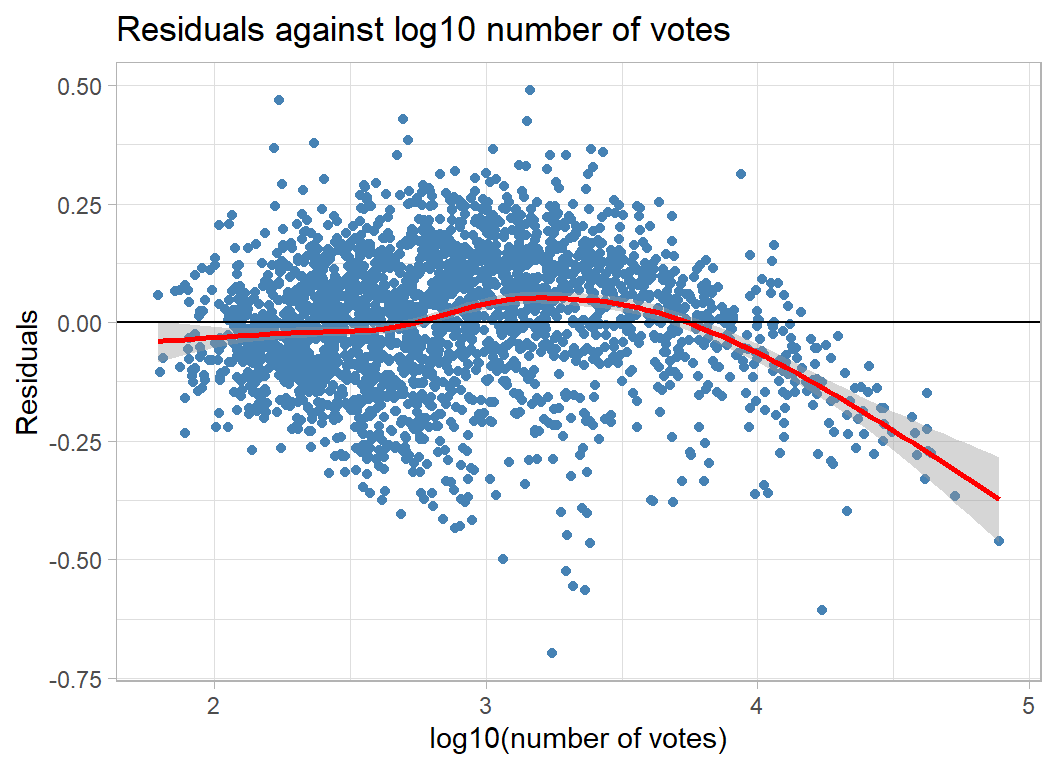 Residuals against log10 number of votes
0.50
0.25
0.00
-0.25
-0.50
-0.75
Residuals
2 3 4 5
log10(number of votes)